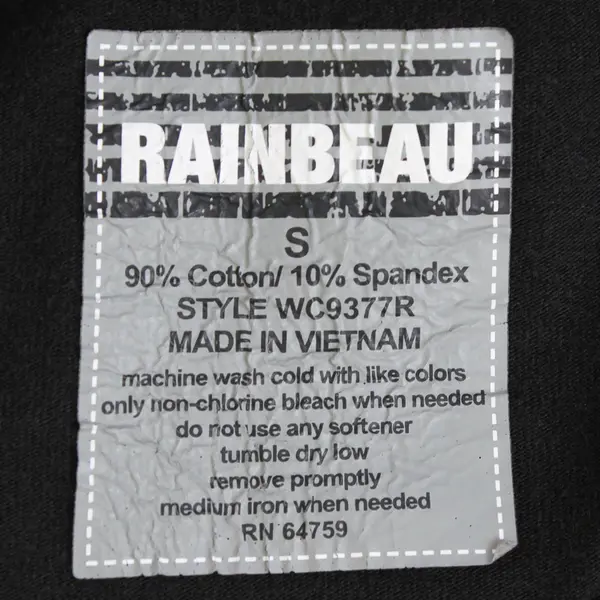 RAINBEAU
S
90% Cotton/ 10% Spandex
STYLE WC9377R
MADE IN VIETNAM
machine wash cold with like colors
only non-chlorine bleach when needed
do not use any softener
tumble dry low
remove promptly
medium iron when needed
RN 64759